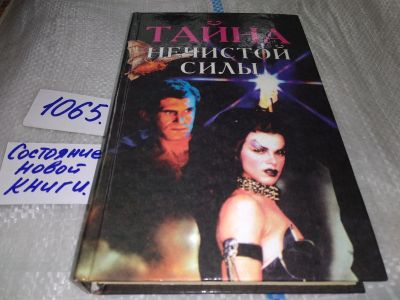 ТАЙНА
НЕЧИСТОЙ
СИЛЫ
1065.
Состояние
новой
книги.